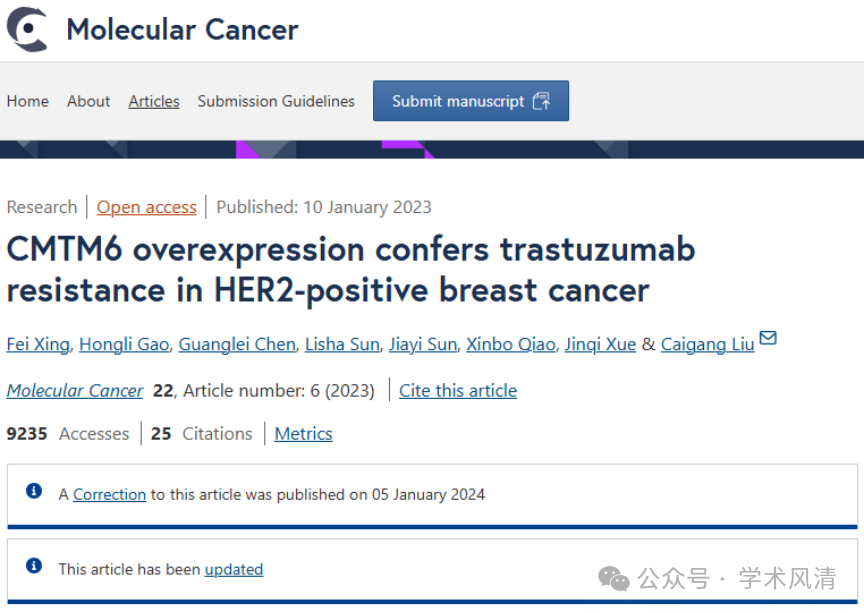 Molecular Cancer
Home About Articles Submission Guidelines Submit manuscript
Research Open access Published: 10 January 2023
CMTM6 overexpression confers trastuzumab
resistance in HER2-positive breast cancer
Fei Xing, Hongli Gao, Guanglei Chen, Lisha Sun, Jiayi Sun, Xinbo Qiao, Jinqi Xue & Caigang Liu
Molecular Cancer 22, Article number: 6 (2023) Cite this article
9235 Accesses 25 Citations Metrics
A Correction to this article was published on 05 January 2024
This article has been updated
公众号 · 学术风清